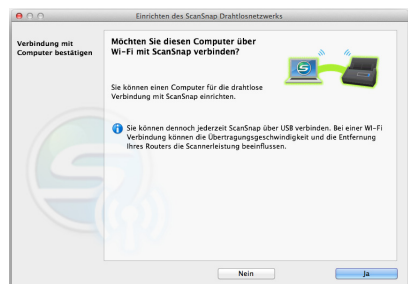 Einrichten des ScanSnap Drahtlosnetzwerks
Verbindung mit
Computer bestätigen
Möchten Sie diesen Computer über
Wi-Fi mit ScanSnap verbinden?
Sie können einen Computer für die drahtlose
Verbindung mit ScanSnap einrichten.
Sie können dennoch jederzeit ScanSnap über USB verbinden. Bei einer WI-Fi
Verbindung können die Übertragungsgeschwindigkeit und die Entfernung
Ihres Routers die Scannerleistung beeinflussen.
Nein
Ja